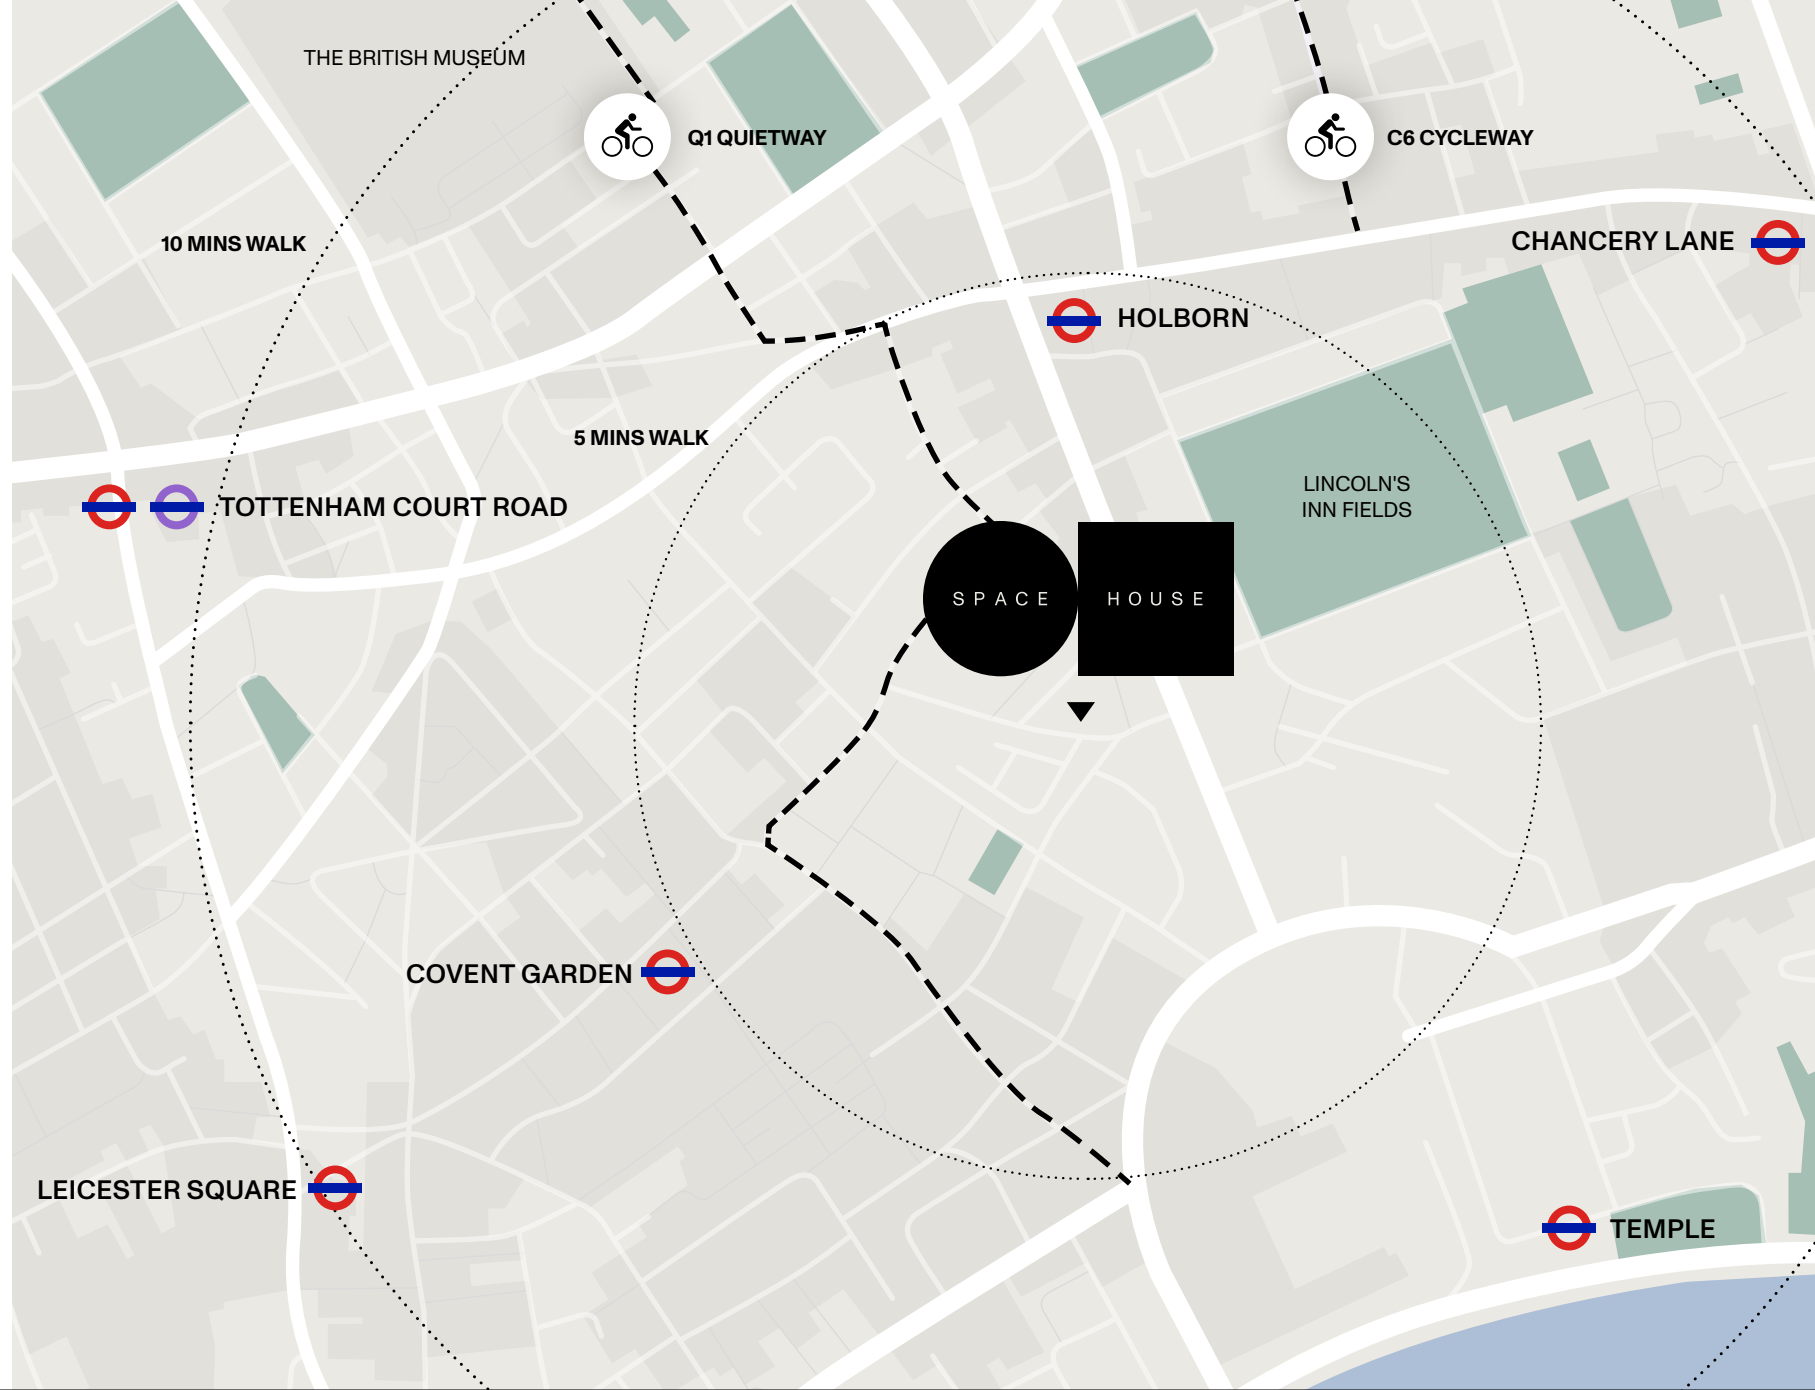 THE BRITISH MUSEUM
Q1 QUIETWAY
C6 CYCLEWAY
10 MINS WALK
CHANCERY LANE
HOLBORN
5 MINS WALK
LINCOLN'S
INN FIELDS
TOTTENHAM COURT ROAD
SPACE HOUSE
COVENT GARDEN
LEICESTER SQUARE
TEMPLE